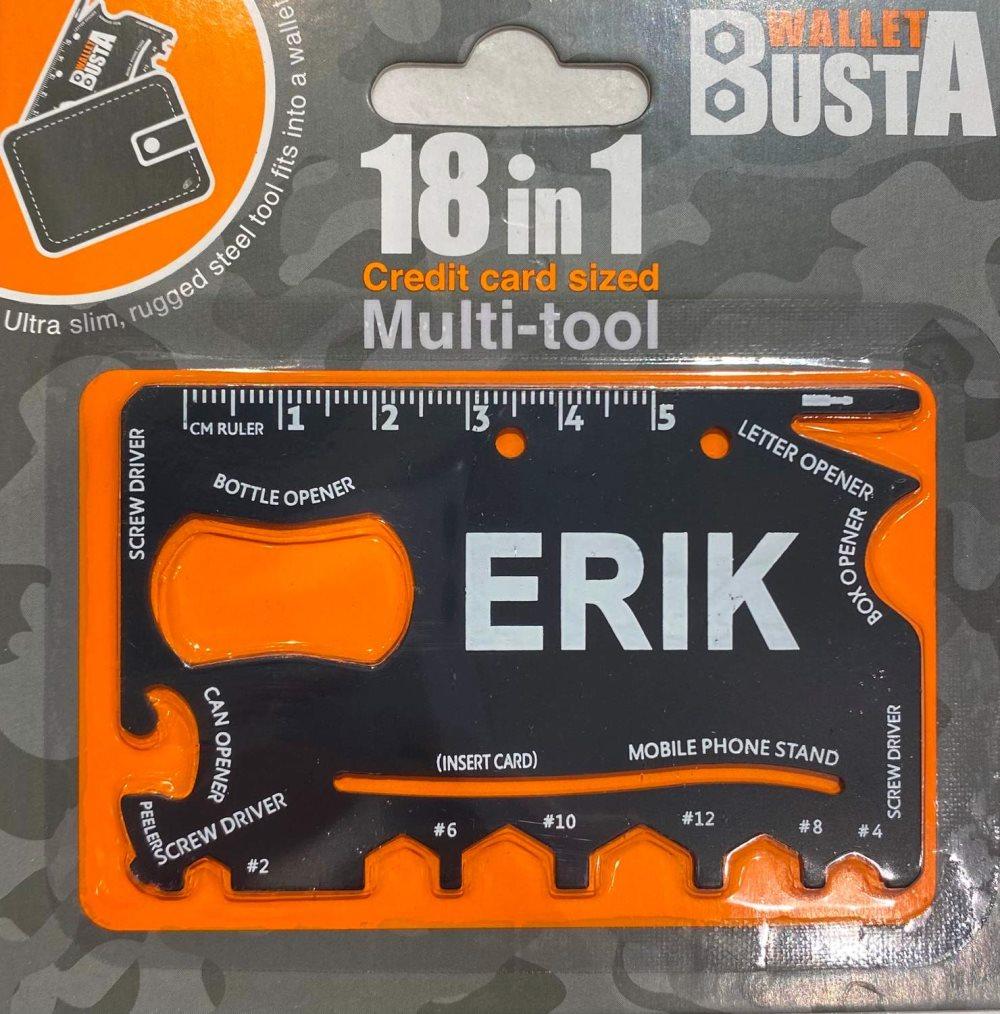 WALLET
BUSTA
WALLET
BUSTA
Ultra slim, rugged steel tool fits into a wallet
18 in 1
Credit card sized
Multi-tool
CM RULER
1 2 3 4 5
SCREW DRIVER
BOTTLE OPENER
LETTER OPENER
BOX OPENER
ERIK
CAN OPENER
PEELER
SCREW DRIVER
(INSERT CARD)
MOBILE PHONE STAND
SCREW DRIVER
#2
#6
#10
#12
#8
#4